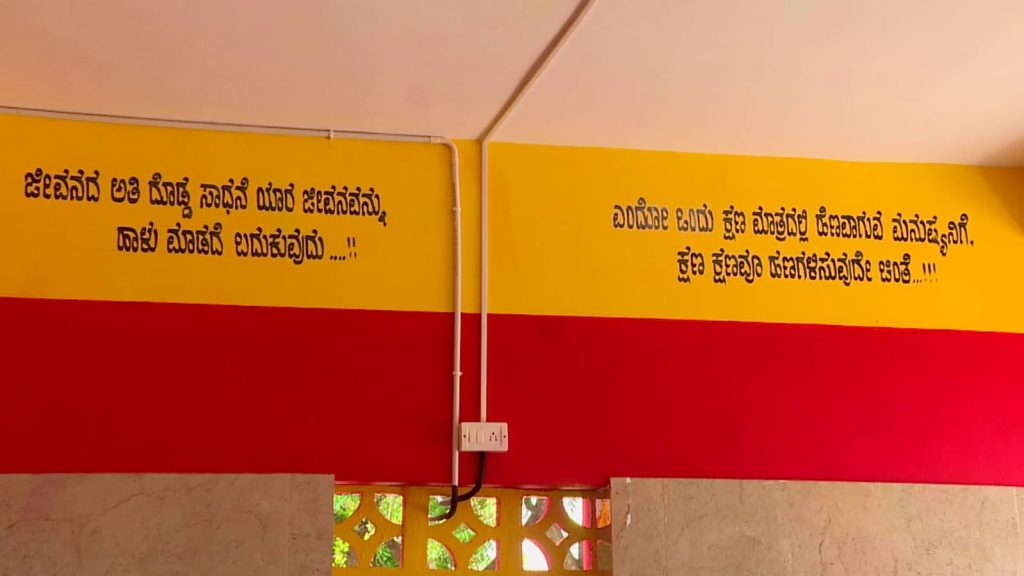 ಜೀವನದ ಅತಿ ದೊಡ್ಡ ಸಾಧನೆ ಯಾರ ಜೀವನವನ್ನು
ಹಾಳು ಮಾಡದೆ ಬದುಕುವುದು ....!!
ಎಂದೋ ಒಂದು ಕ್ಷಣ ಮಾತ್ರದಲ್ಲಿ ಹೆಣವಾಗುವ ಮನುಷ್ಯನಿಗೆ,
ಕ್ಷಣ ಕ್ಷಣವೂ ಹಣಗಳಿಸುವುದೇ ಚಿಂತೆ...!!!